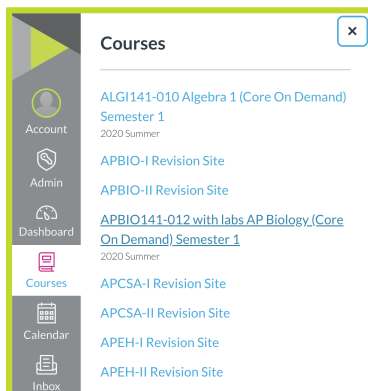 Courses
×
Account
Admin
Dashboard
Courses
Calendar
Inbox
ALGI141-010 Algebra 1 (Core On Demand)
Semester 1
2020 Summer
APBIO-I Revision Site
APBIO-II Revision Site
APBIO141-012 with labs AP Biology (Core
On Demand) Semester 1
2020 Summer
APCSA-I Revision Site
APCSA-II Revision Site
APEH-I Revision Site
APEH-II Revision Site